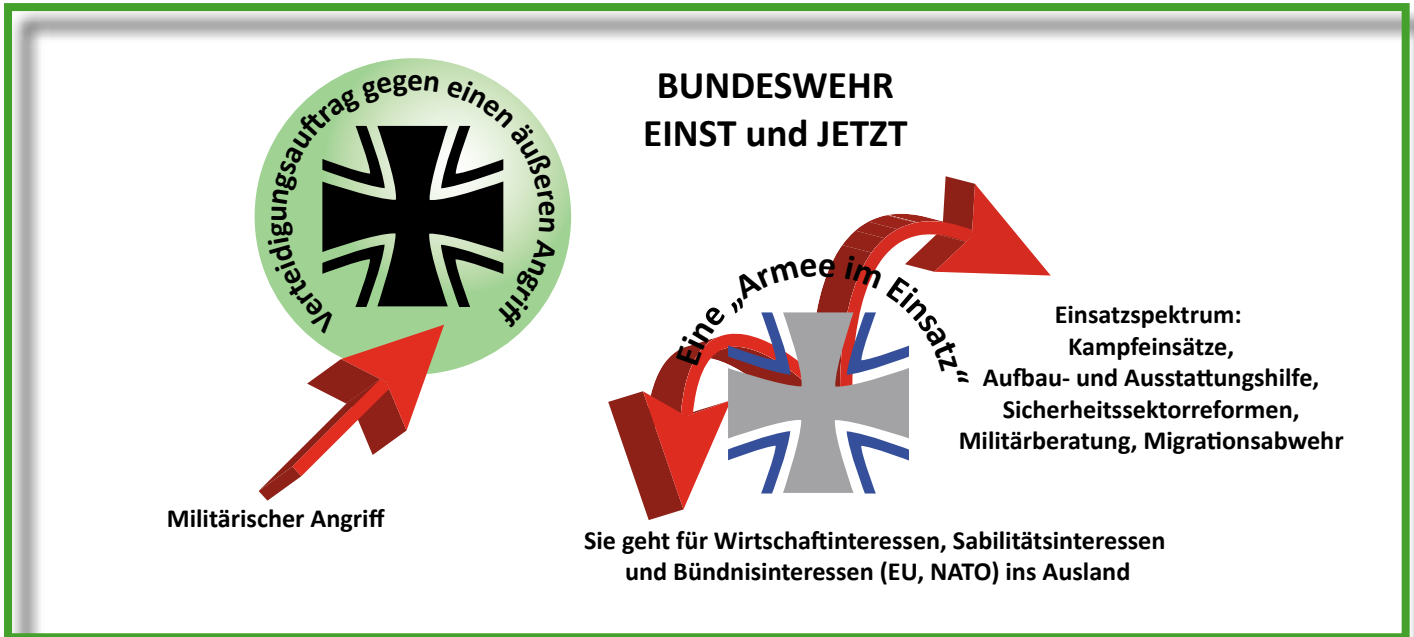 BUNDESWEHR
EINST und JETZT
Verteidigungsauftrag gegen einen äußeren Angriff
Militärischer Angriff
Eine „Armee im Einsatz“
Einsatzspektrum:
Kampfeinsätze,
Aufbau- und Ausstattungshilfe,
Sicherheitssektorreformen,
Militärberatung, Migrationsabwehr
Sie geht für Wirtschaftinteressen, Sabilitätsinteressen
und Bündnisinteressen (EU, NATO) ins Ausland